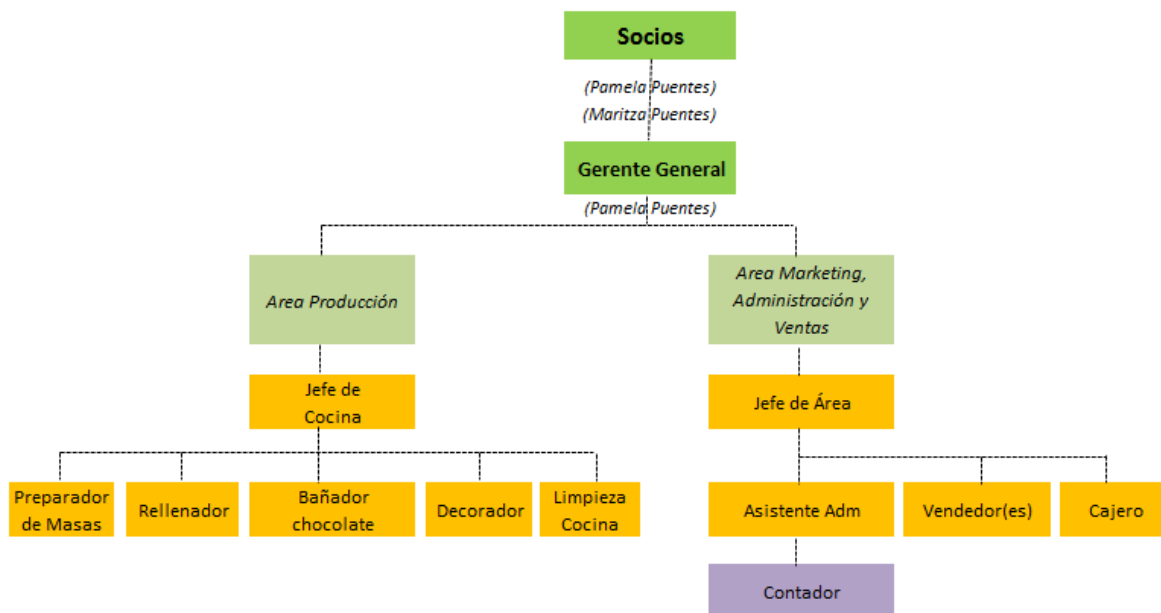 Socios
(Pamela Puentes)
(Maritza Puentes)
Gerente General
(Pamela Puentes)
Area Producción
Area Marketing,
Administración y
Ventas
Jefe de
Cocina
Jefe de Área
Preparador
de Masas
Rellenador
Bañador
chocolate
Decorador
Limpieza
Cocina
Asistente Adm
Vendedor(es)
Cajero
Contador